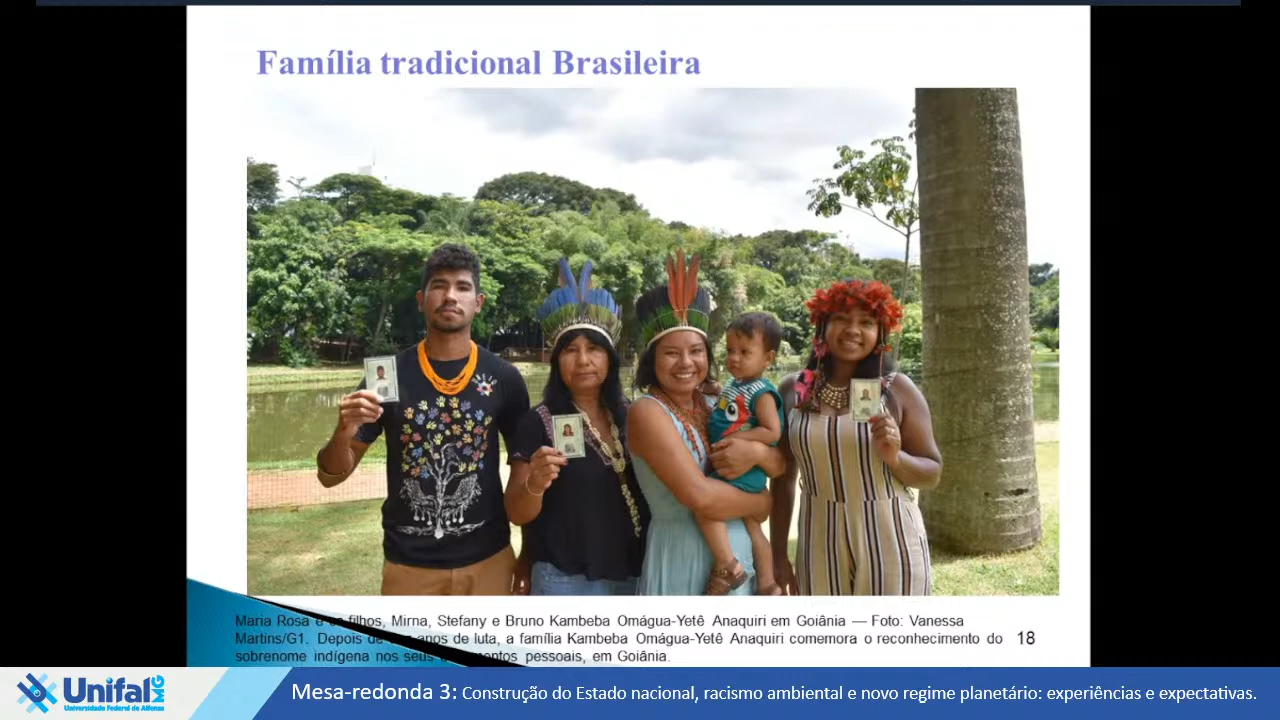 Família tradicional Brasileira
Maria Rosa e os filhos, Mirna, Stefany e Bruno Kambeba Omágua-Yetê Anaquiri em Goiânia — Foto: Vanessa
Martins/G1. Depois de anos de luta, a família Kambeba Omágua-Yetê Anaquiri comemora o reconhecimento do
sobrenome indígena nos seus documentos pessoais, em Goiânia.
18
UnifalMG
Universidade Federal de Alfenas
Mesa-redonda 3: Construção do Estado nacional, racismo ambiental e novo regime planetário: experiências e expectativas.